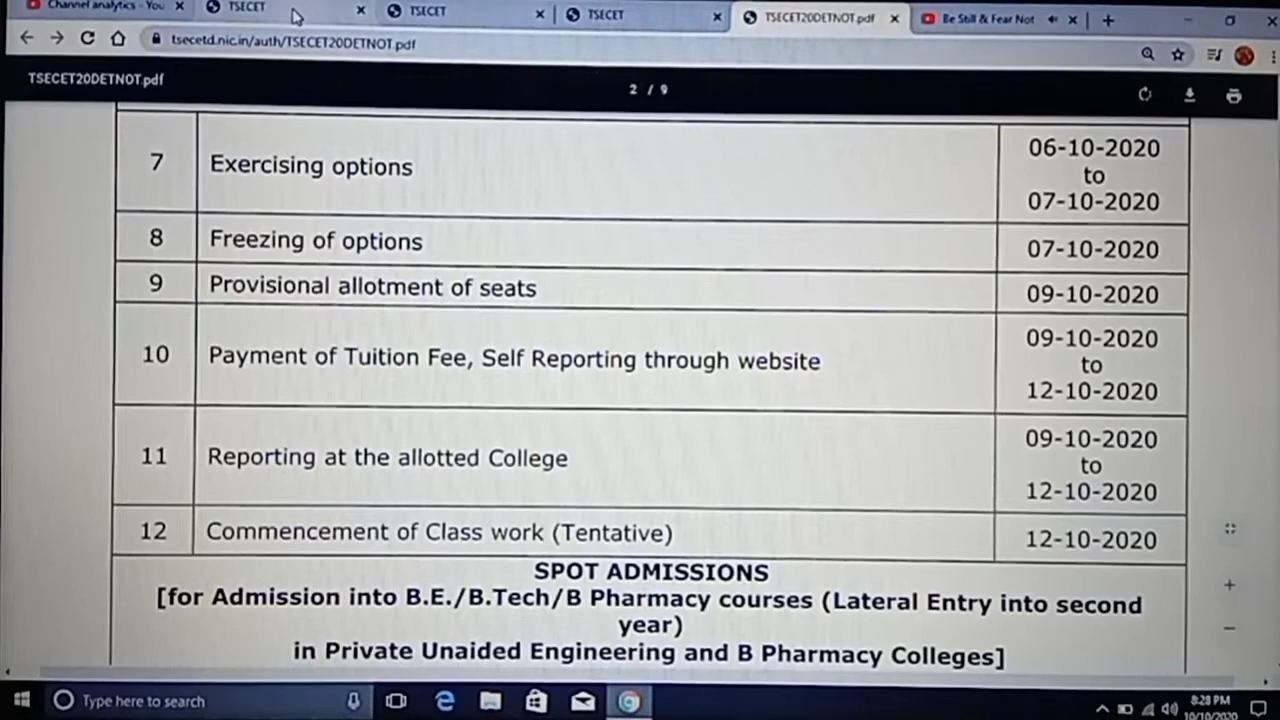 Channel analytics - You
TSECET
TSECET
TSECET
TSECET20DETNOT.pdf
Be Still & Fear Not
tsecetd.nic.in/auth/TSECET20DETNOT.pdf
TSECET20DETNOT.pdf
2 / 9
7 Exercising options 06-10-2020
to
07-10-2020
8 Freezing of options 07-10-2020
9 Provisional allotment of seats 09-10-2020
10 Payment of Tuition Fee, Self Reporting through website 09-10-2020
to
12-10-2020
11 Reporting at the allotted College 09-10-2020
to
12-10-2020
12 Commencement of Class work (Tentative) 12-10-2020
SPOT ADMISSIONS
[for Admission into B.E./B.Tech/B Pharmacy courses (Lateral Entry into second
year)
in Private Unaided Engineering and B Pharmacy Colleges]
Type here to search
8:28 PM
10/10/2020